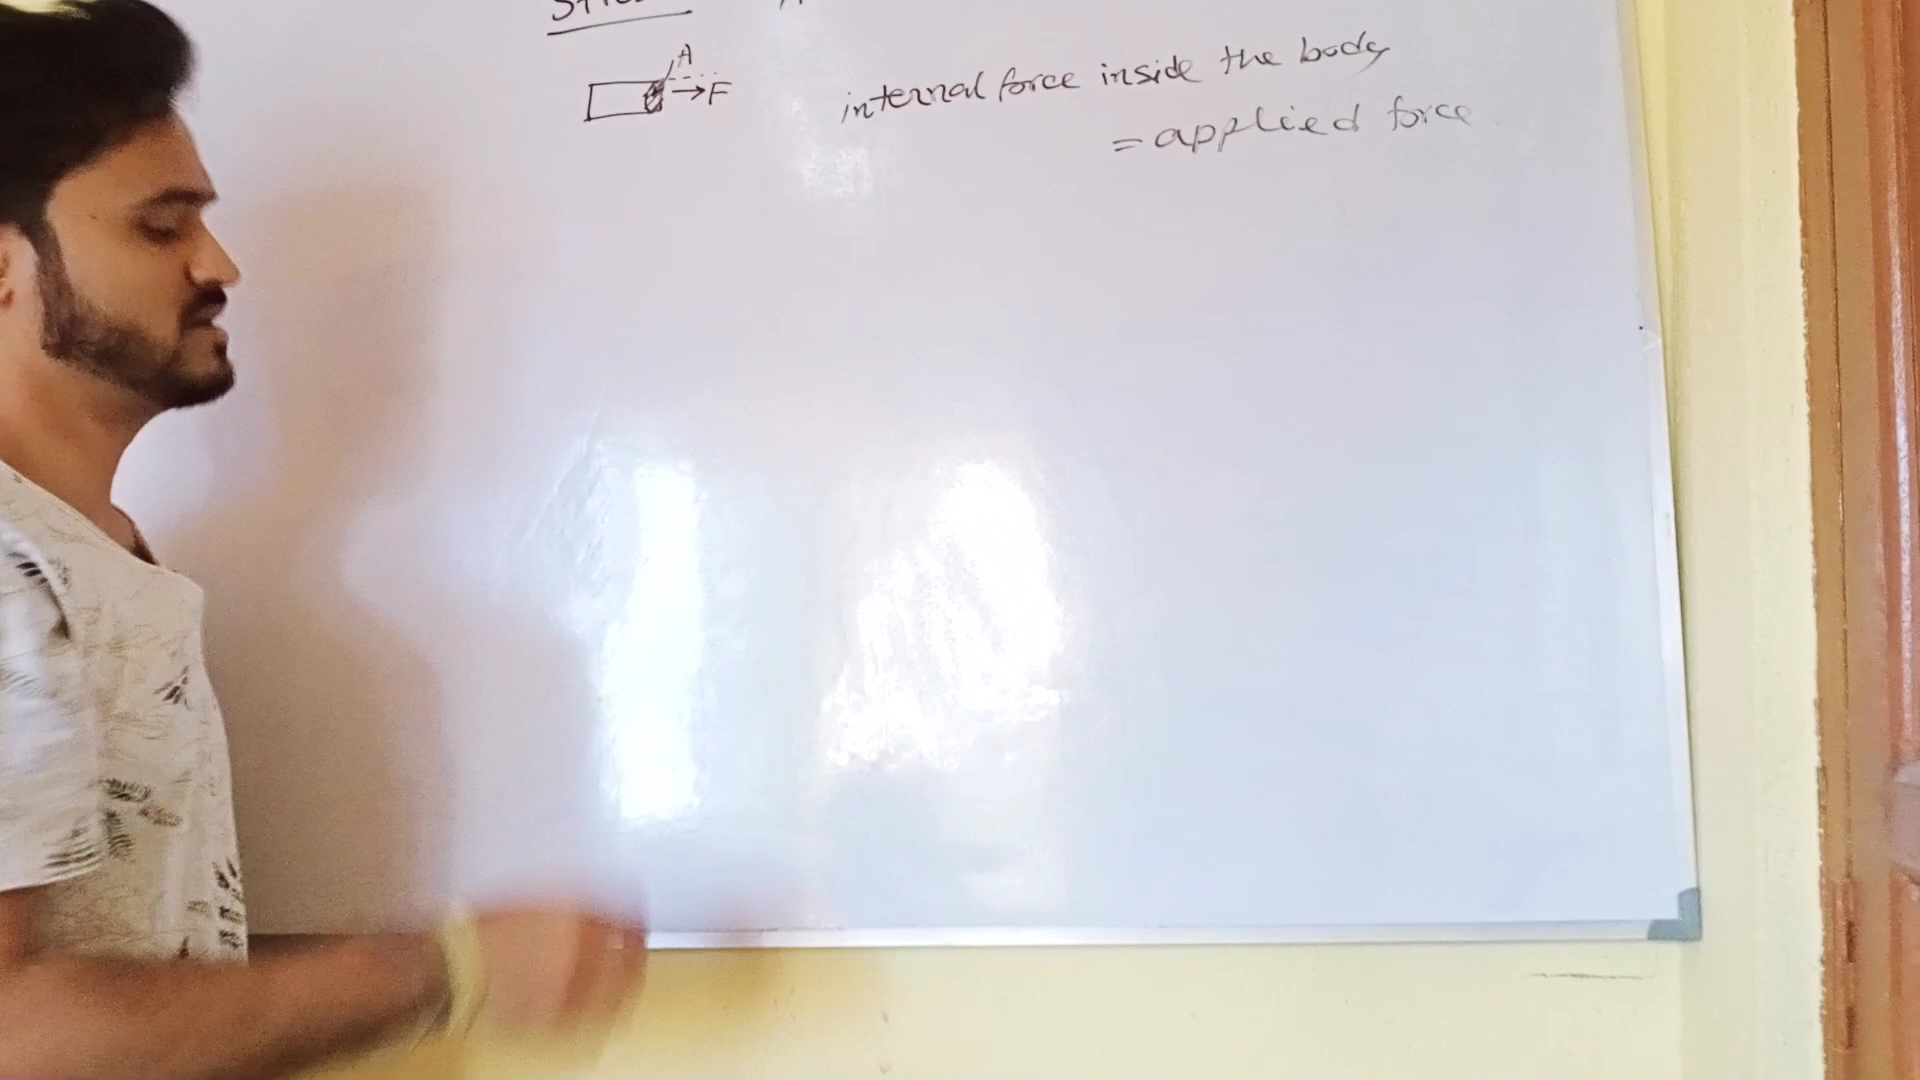 A
F
internal force inside the body
= applied force